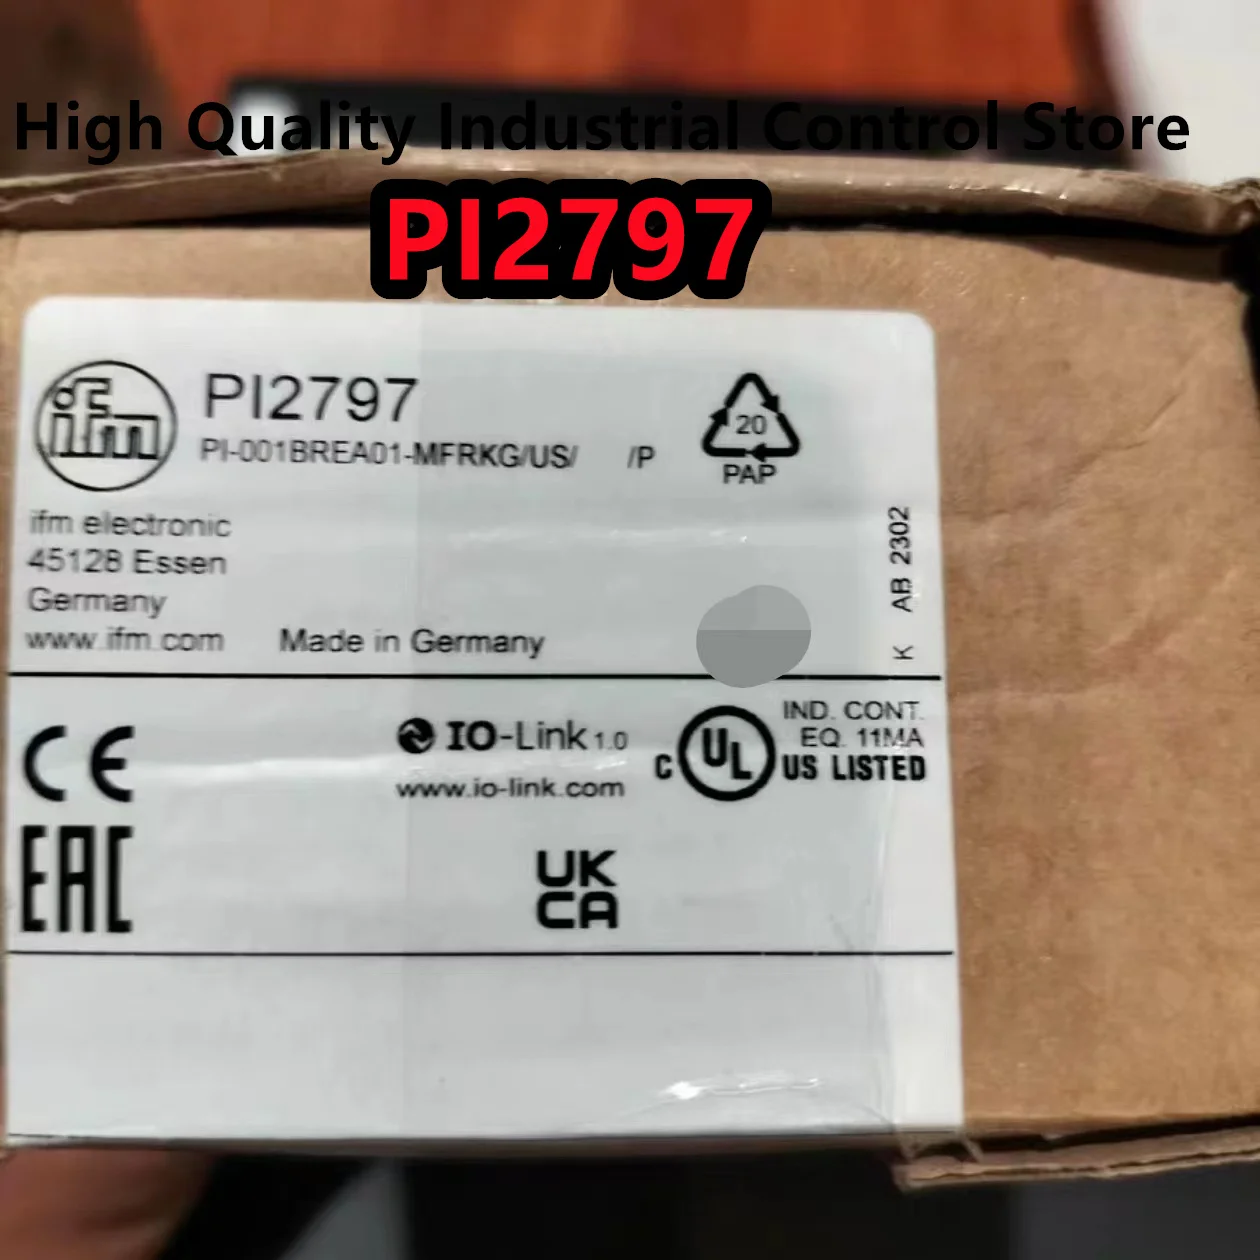 High Quality Industrial Control Store
PI2797
ifm
PI2797
PI-001BREA01-MFRKG/US/ /P
20
PAP
ifm electronic
45128 Essen
Germany
www.ifm.com
Made in Germany
K AB 2302
CE
IO-Link 1.0
www.io-link.com
C UL US LISTED
IND. CONT.
EQ. 11MA
EAC
UK
CA